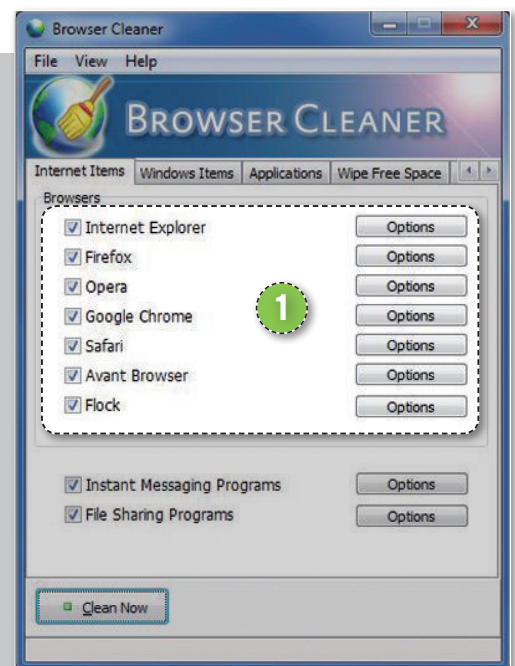 Browser Cleaner
File View Help
BROWSER CLEANER
Internet Items Windows Items Applications Wipe Free Space
Browsers
Internet Explorer Options
Firefox Options
Opera Options
Google Chrome Options
Safari Options
Avant Browser Options
Flock Options
1
Instant Messaging Programs Options
File Sharing Programs Options
Clean Now